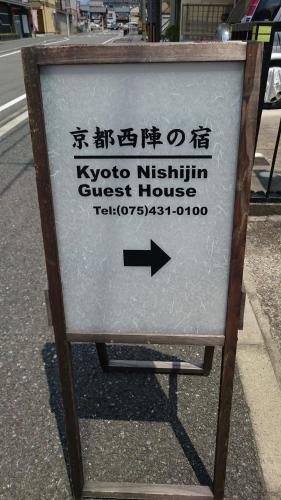 京都西陣の宿
Kyoto Nishijin
Guest House
Tel:(075)431-0100